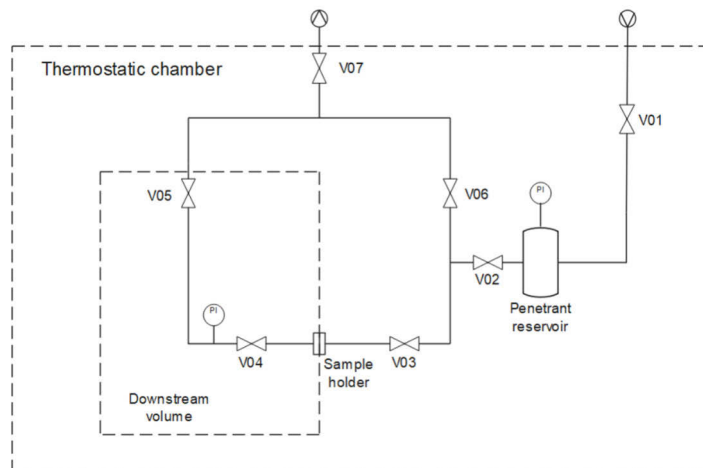 Thermostatic chamber
V07
V01
V05
V06
PI
V02
Penetrant
reservoir
PI
V04
Sample
holder
V03
Downstream
volume